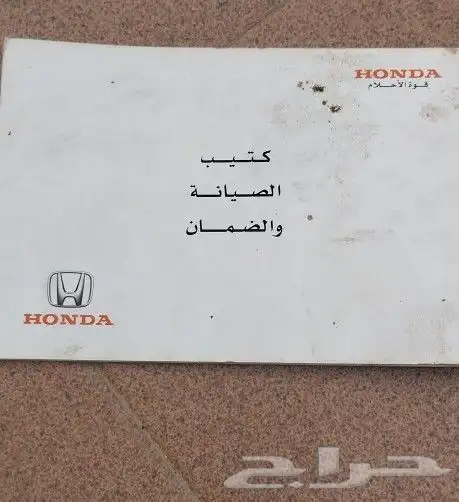 HONDA
قوة الأحلام
كتيب
الصيانة
والضمان
HONDA
حراج